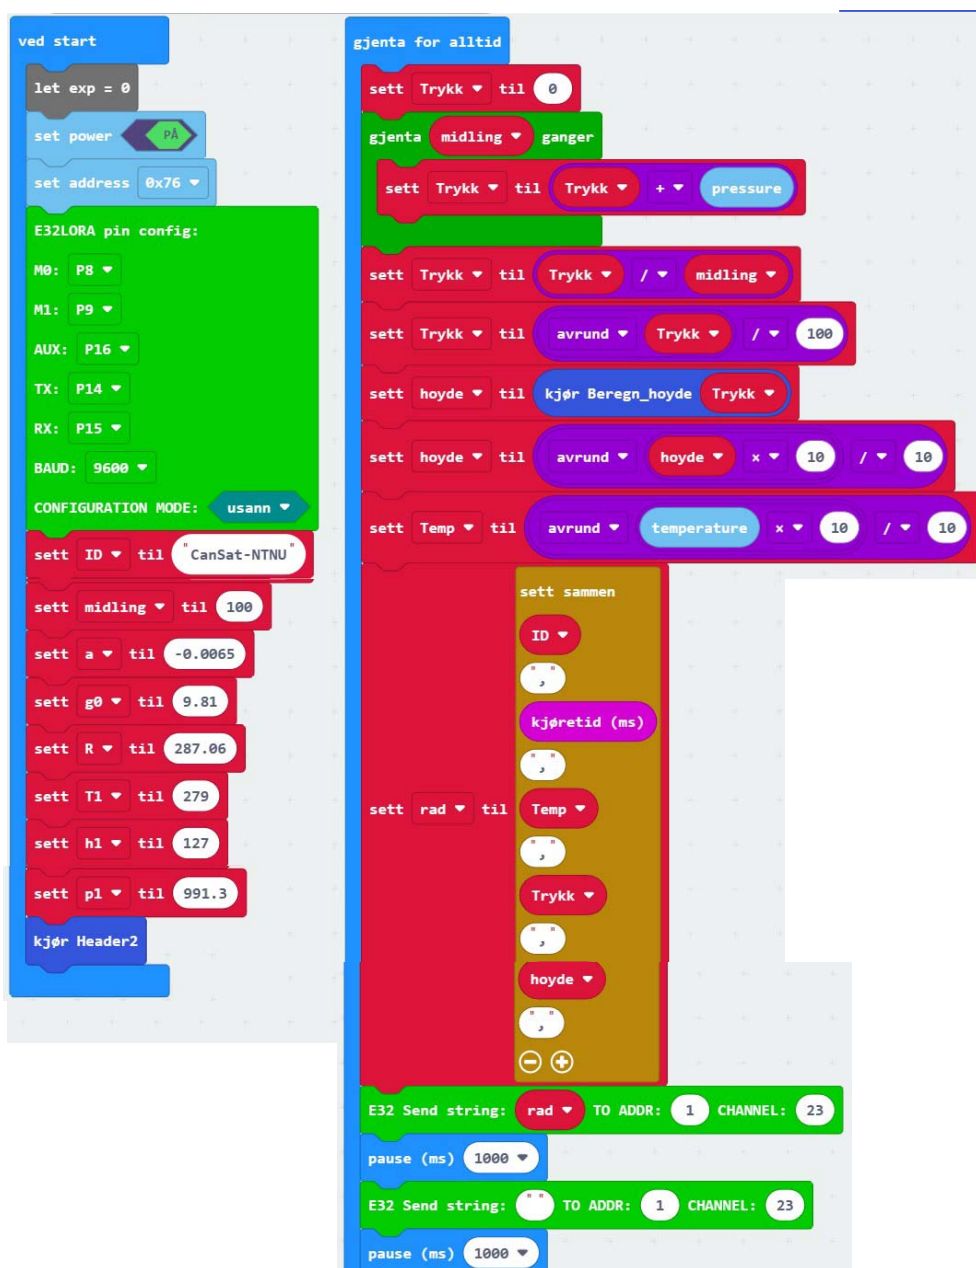 ved start
let exp = 0
set power PÅ
set address 0x76
E32LORA pin config:
M0: P8
M1: P9
AUX: P16
TX: P14
RX: P15
BAUD: 9600
CONFIGURATION MODE: usann
sett ID til "CanSat-NTNU"
sett midling til 100
sett a til -0.0065
sett g0 til 9.81
sett R til 287.06
sett T1 til 279
sett h1 til 127
sett p1 til 991.3
kjør Header2
gjenta for alltid
sett Trykk til 0
gjenta midling ganger
sett Trykk til Trykk + pressure
sett Trykk til Trykk / midling
sett Trykk til avrund Trykk / 100
sett hoyde til kjør Beregn_hoyde Trykk
sett hoyde til avrund hoyde × 10 / 10
sett Temp til avrund temperature × 10 / 10
sett sammen
ID
","
kjøretid (ms)
","
sett rad til Temp
","
Trykk
","
hoyde
","
E32 Send string: rad TO ADDR: 1 CHANNEL: 23
pause (ms) 1000
E32 Send string: " " TO ADDR: 1 CHANNEL: 23
pause (ms) 1000